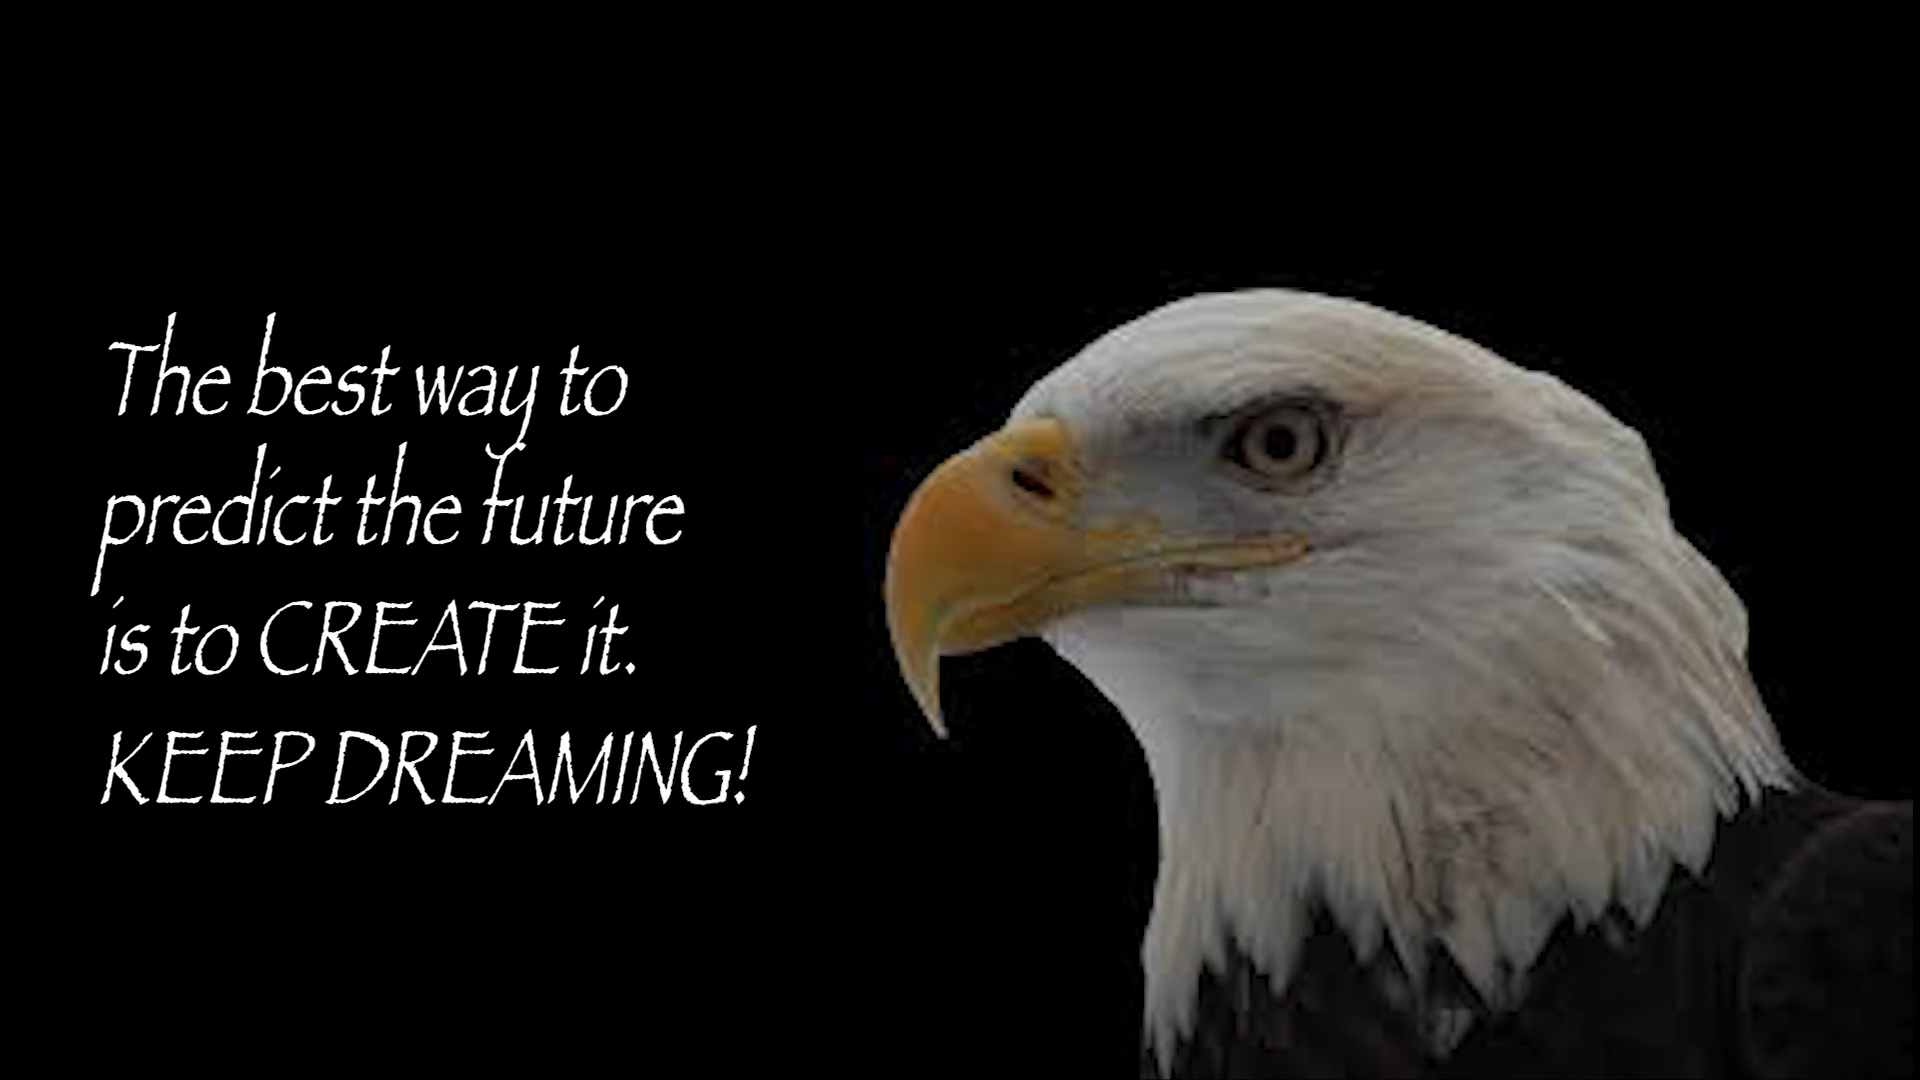 The best way to
predict the future
is to CREATE it.
KEEP DREAMING!